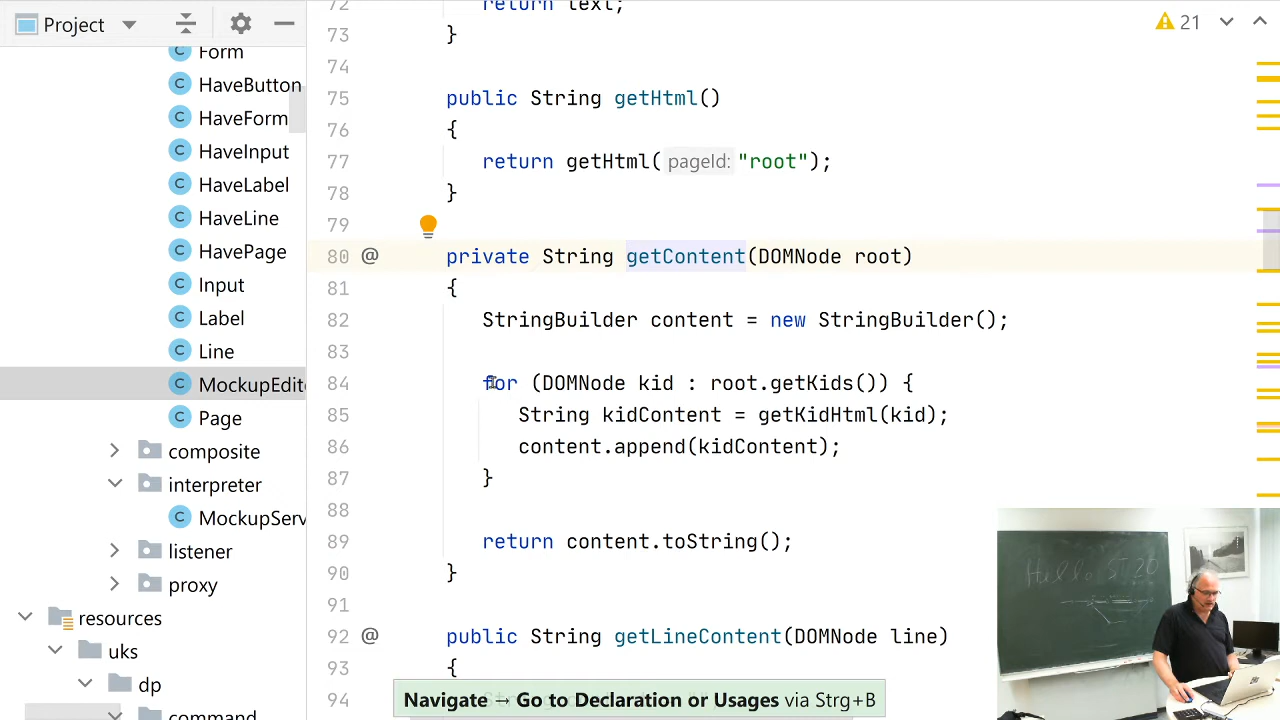 Project
21
Form
HaveButton
HaveForm
HaveInput
HaveLabel
HaveLine
HavePage
Input
Label
Line
MockupEdit
Page
composite
interpreter
MockupServ
listener
proxy
resources
uks
dp
command
72 return text;
73 }
74
75 public String getHtml()
76 {
77 return getHtml( pageId: "root");
78 }
79
80 @ private String getContent(DOMNode root)
81 {
82 StringBuilder content = new StringBuilder();
83
84 for (DOMNode kid : root.getKids()) {
85 String kidContent = getKidHtml(kid);
86 content.append(kidContent);
87 }
88
89 return content.toString();
90 }
91
92 @ public String getLineContent(DOMNode line)
93 {
94
Navigate → Go to Declaration or Usages via Strg+B
Hello ST20